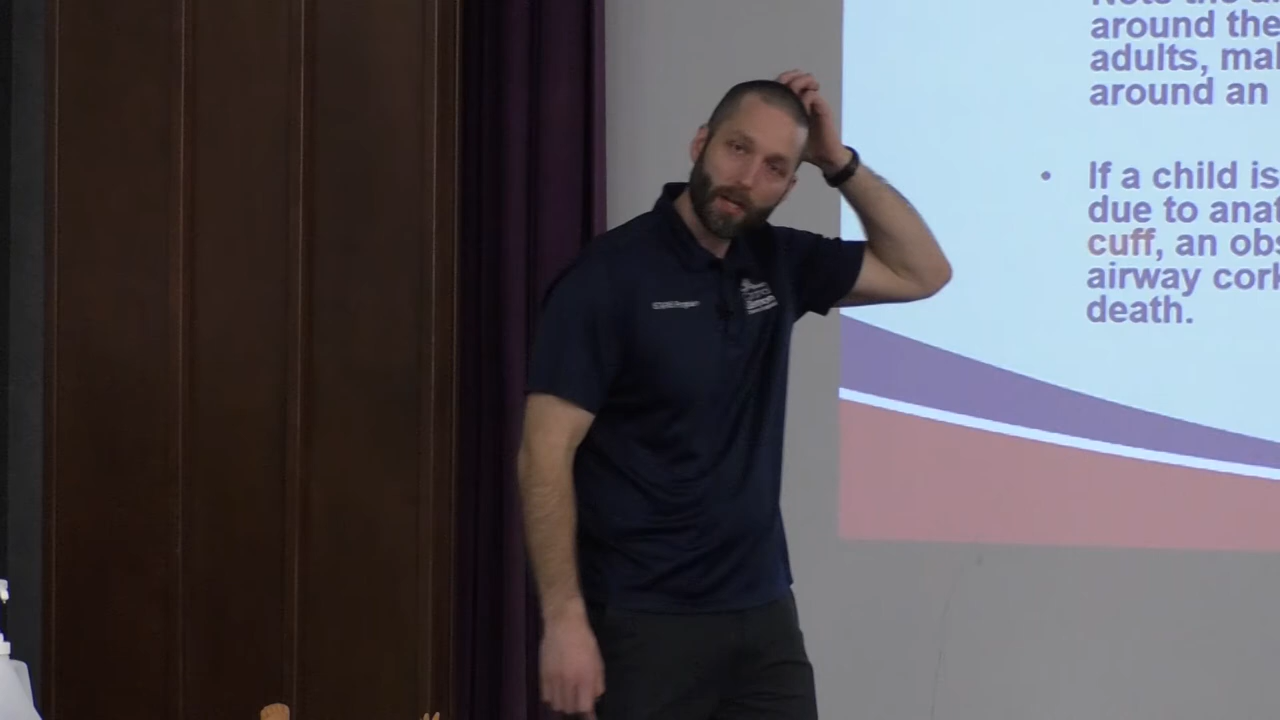 around the
adults, mal
around an
• If a child is
due to anat
cuff, an obs
airway cork
death.